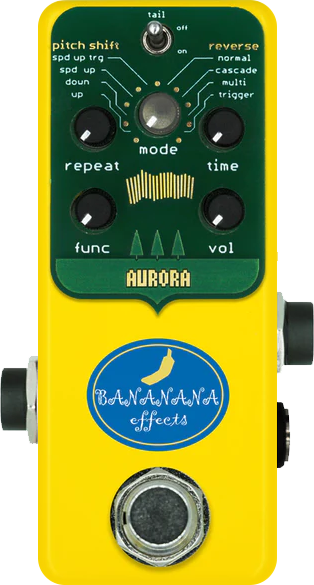 tail
off
on
pitch shift
reverse
spd up trg
normal
spd up
cascade
doun
multi
up
trigger
mode
repeat
time
func
vol
AURORA
BANANANA
effects